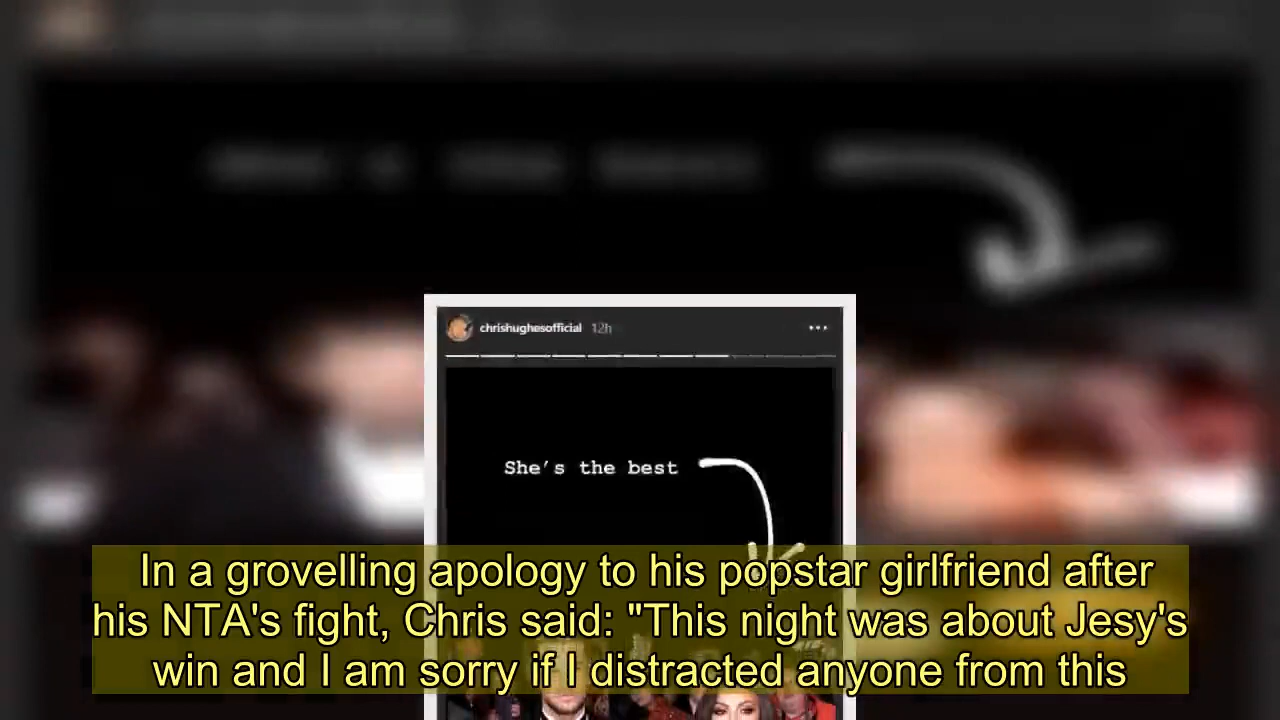 chrishughesofficial 12h
She's the best
In a grovelling apology to his popstar girlfriend after
his NTA's fight, Chris said: "This night was about Jesy's
win and I am sorry if I distracted anyone from this